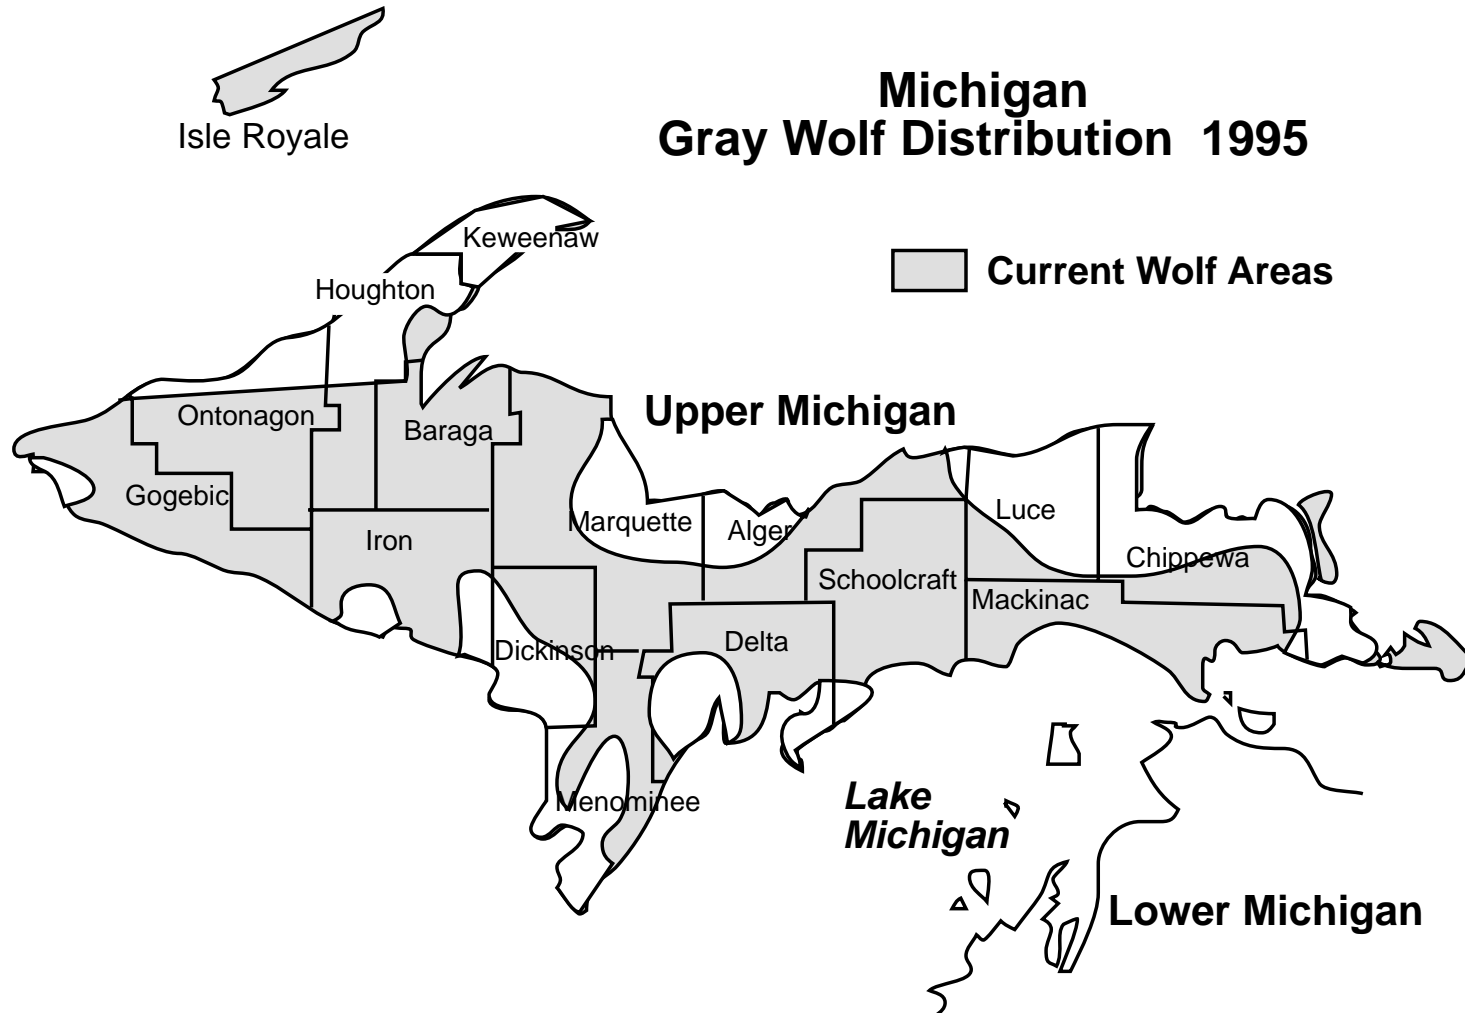 Michigan
Gray Wolf Distribution 1995
Isle Royale
Keweenaw
Current Wolf Areas
Houghton
Upper Michigan
Ontonagon
Baraga
Gogebic
Iron
Marquette
Alger
Luce
Chippewa
Schoolcraft
Mackinac
Dickinson
Delta
Menominee
Lake
Michigan
Lower Michigan